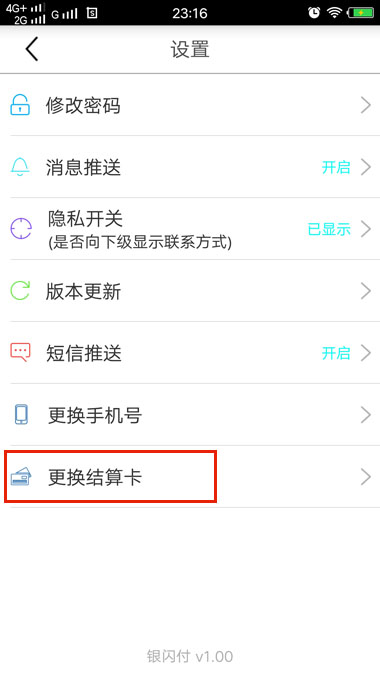 4G+ 2G G S 23:16
设置
修改密码
消息推送 开启
隐私开关
(是否向下级显示联系方式) 已显示
版本更新
短信推送 开启
更换手机号
更换结算卡
银闪付 v1.00